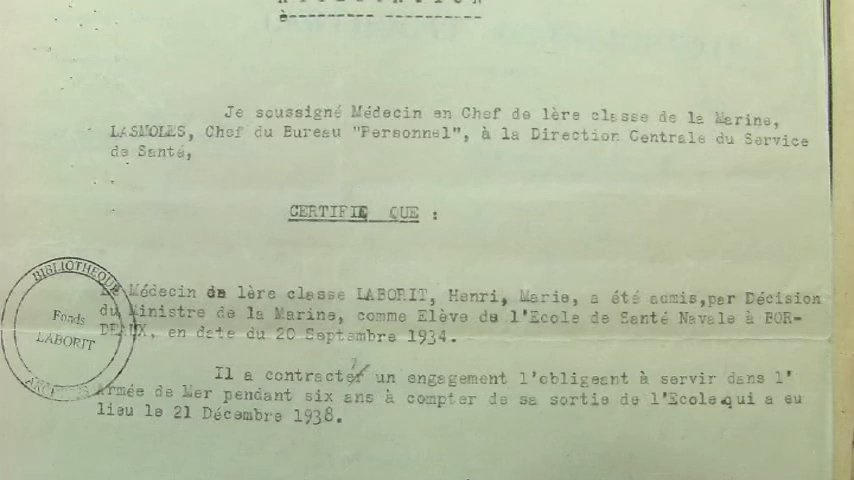 Je soussigné Médecin en Chef de 1ère classe de la Marine,
LASMOLES, Chef du Bureau "Personnel", à la Direction Centrale du Service
de Santé,
CERTIFIE QUE :
BIBLIOTHEQUE
Fonds
LABORIT
Le Médecin de 1ère classe LABORIT, Henri, Marie, a été admis,par Décision
du Ministre de la Marine, comme Elève de l'Ecole de Santé Navale à BOR-
DEAUX, en date du 20 Septembre 1934.
Il a contracter un engagement l'obligeant à servir dans l'
Armée de Mer pendant six ans à compter de sa sortie de l'Ecole qui a eu
lieu le 21 Décembre 1938.